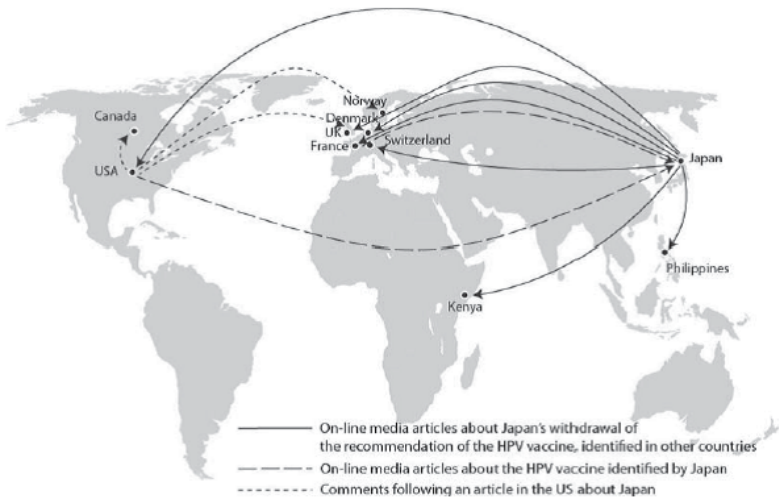 Norway
Canada
Denmark
UK
Switzerland
France
Japan
USA
Philippines
Kenya
On-line media articles about Japan's withdrawal of
the recommendation of the HPV vaccine, identified in other countries
On-line media articles about the HPV vaccine identified by Japan
Comments following an article in the US about Japan